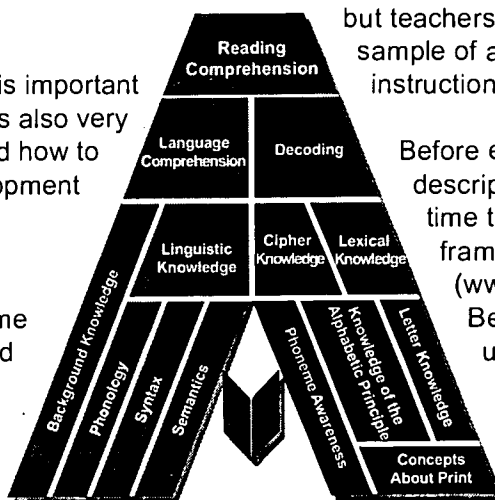 is important
s also very
d how to
opment
me
d
but teachers
sample of a
instruction
Before e
descrip
time t
fram
(ww
Be
u
Reading
Comprehension
Language
Comprehension
Decoding
Background Knowledge
Linguistic
Knowledge
Cipher
Knowledge
Lexical
Knowledge
Phonology
Syntax
Semantics
Phoneme Awareness
Knowledge of the
Alphabetic Principle
Letter Knowledge
Concepts
About Print